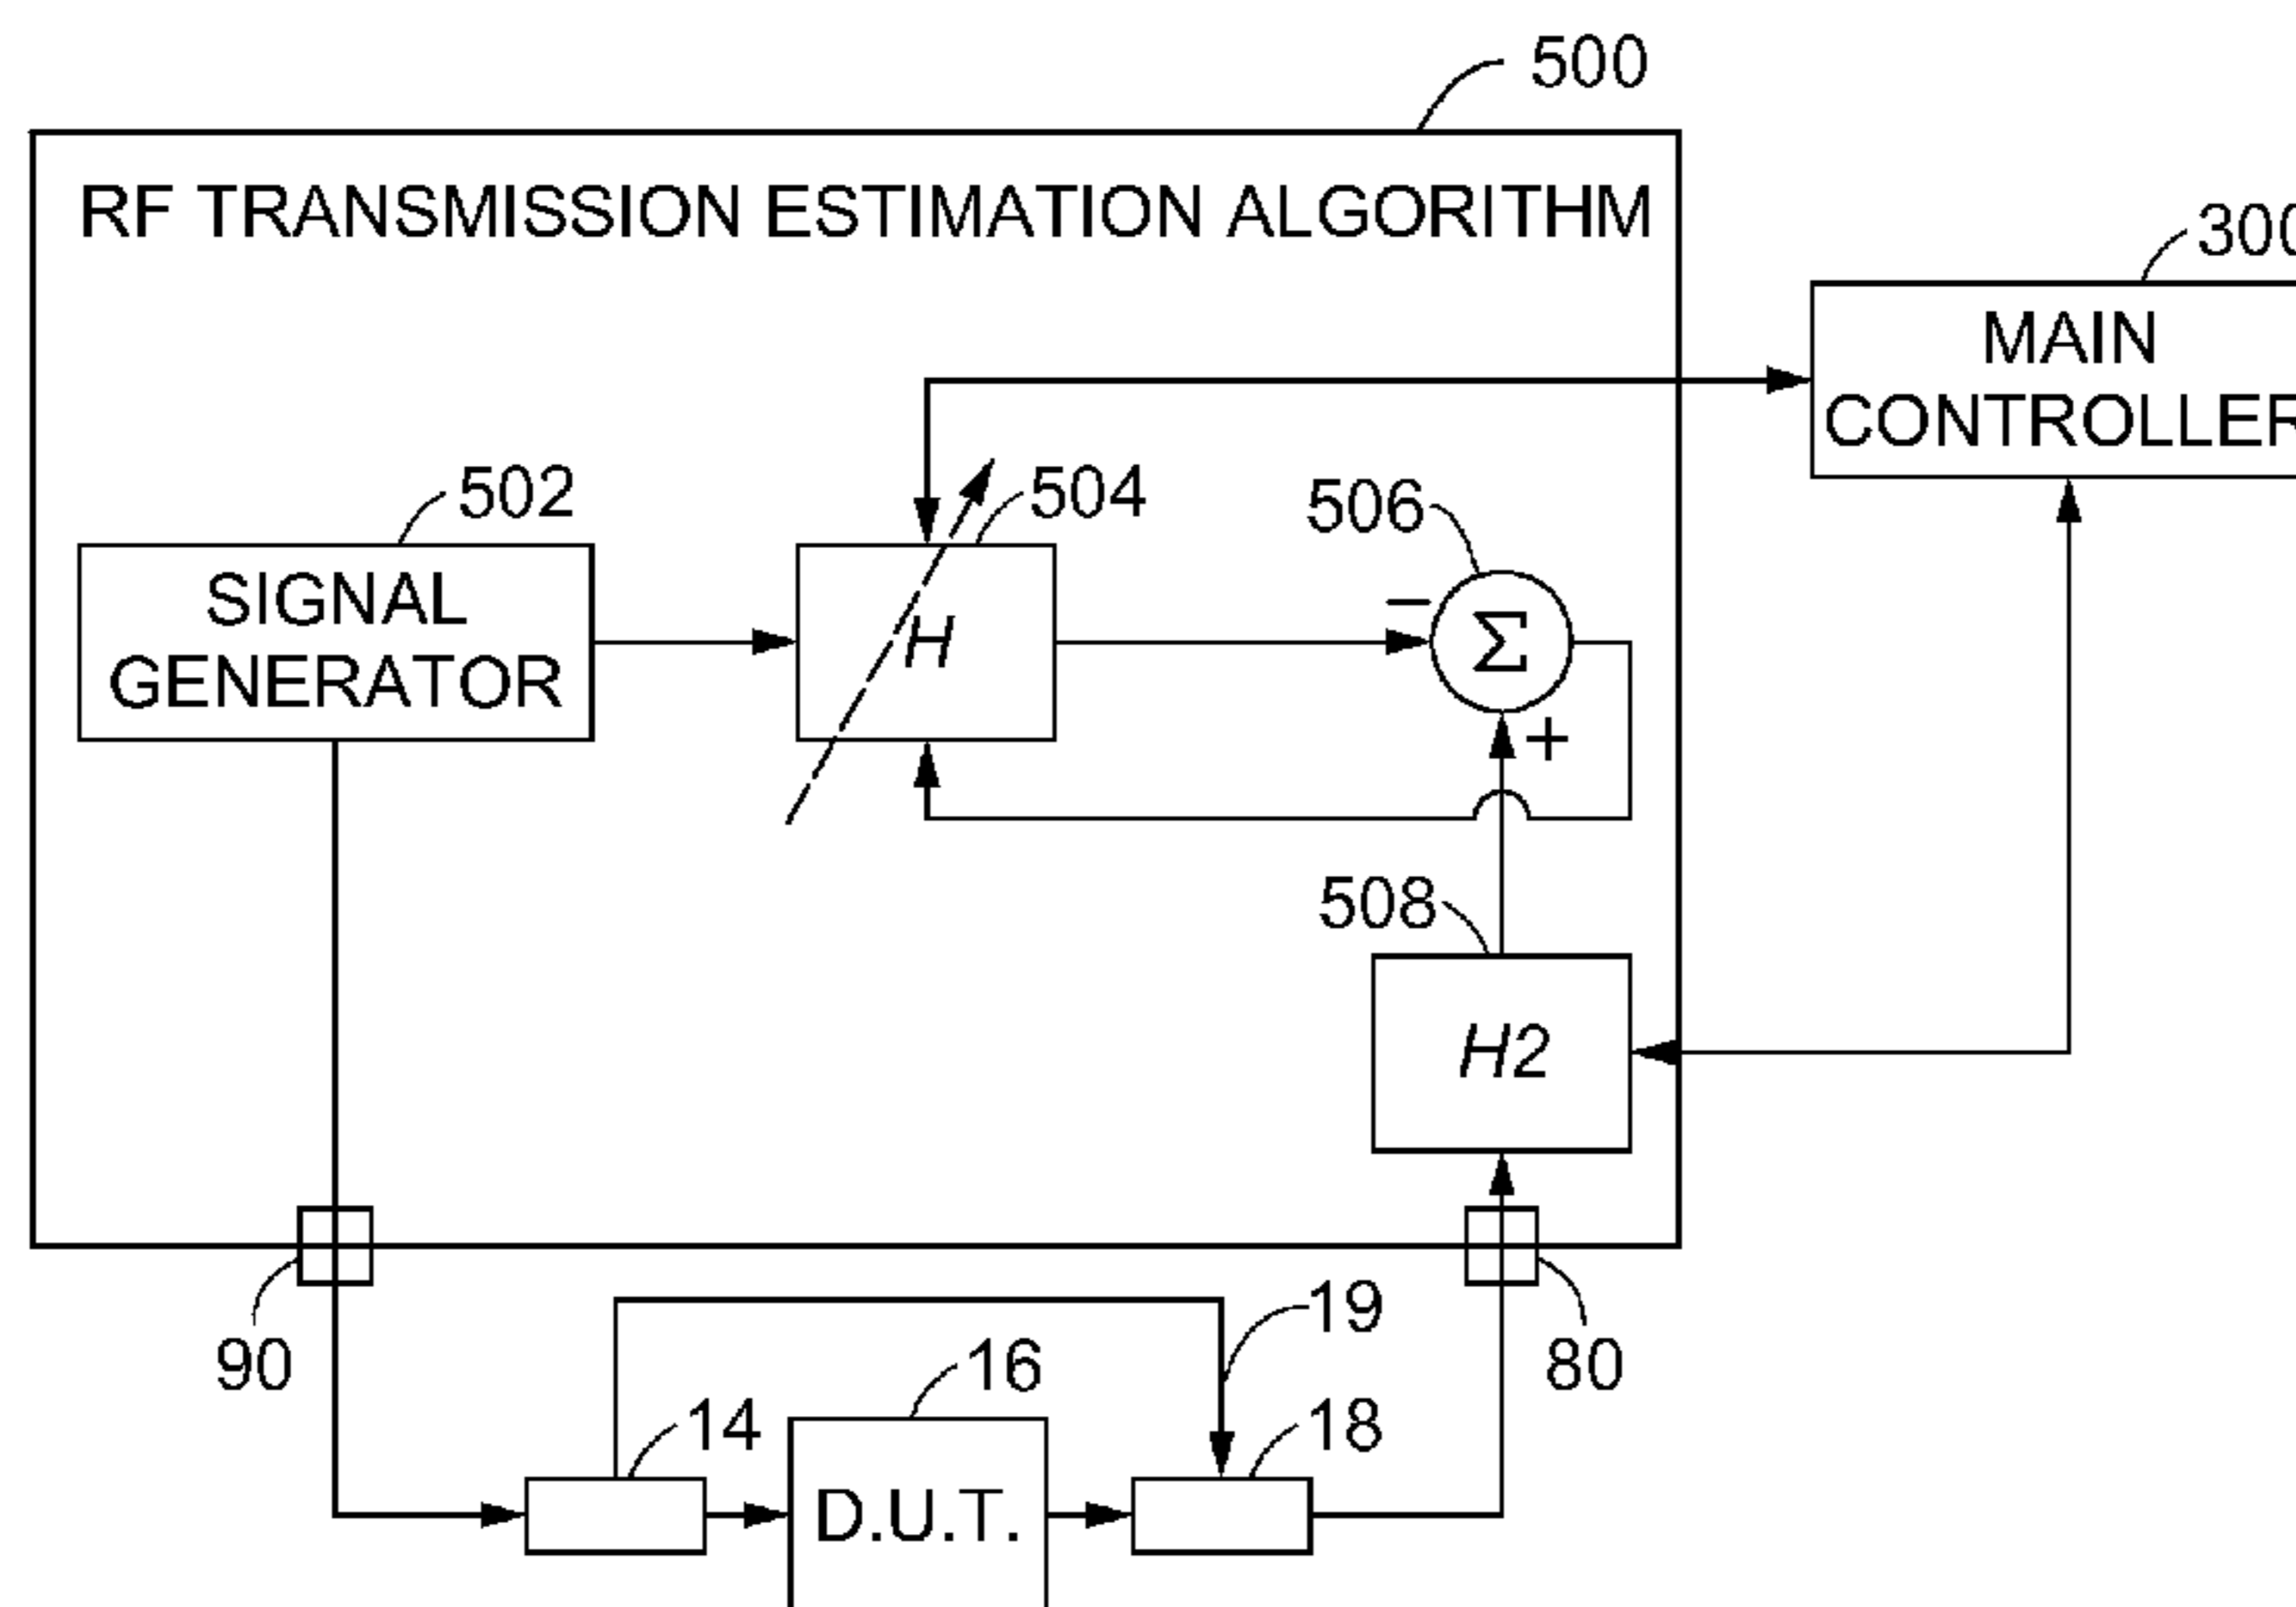 500
RF TRANSMISSION ESTIMATION ALGORITHM
300
MAIN
CONTROLLER
502
504
506
SIGNAL
GENERATOR
H
−
Σ
+
508
H2
90
80
19
16
14
18
D.U.T.